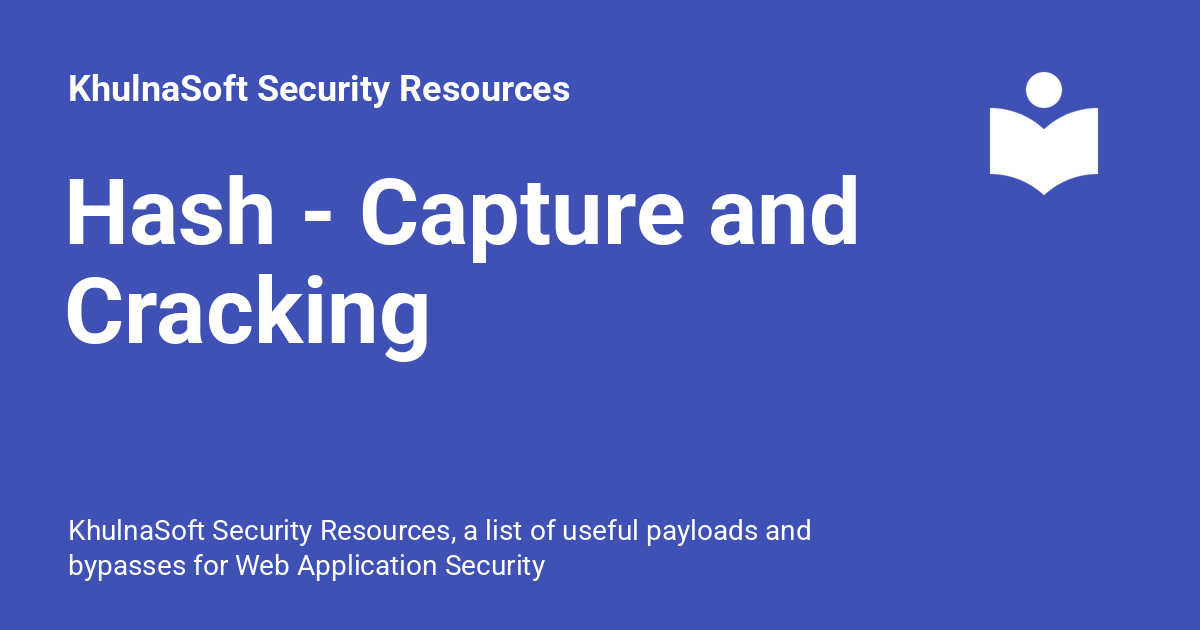 KhulnaSoft Security Resources
Hash - Capture and
Cracking
KhulnaSoft Security Resources, a list of useful payloads and
bypasses for Web Application Security